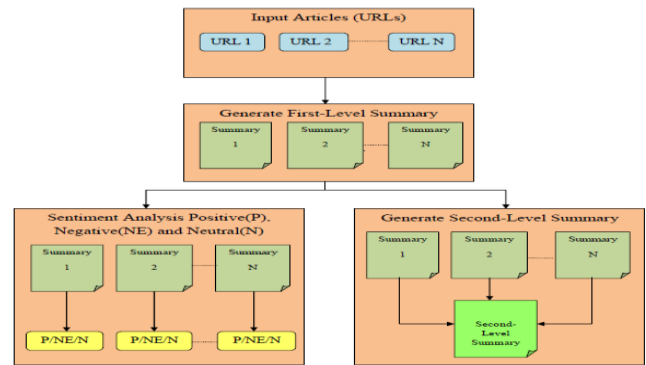 Input Articles (URLs)
URL 1
URL 2
URL N
Generate First-Level Summary
Summary
1
Summary
2
Summary
N
Sentiment Analysis Positive(P),
Negative(NE) and Neutral(N)
Summary
1
Summary
2
Summary
N
P/NE/N
P/NE/N
P/NE/N
Generate Second-Level Summary
Summary
1
Summary
2
Summary
N
Second-
Level
Summary